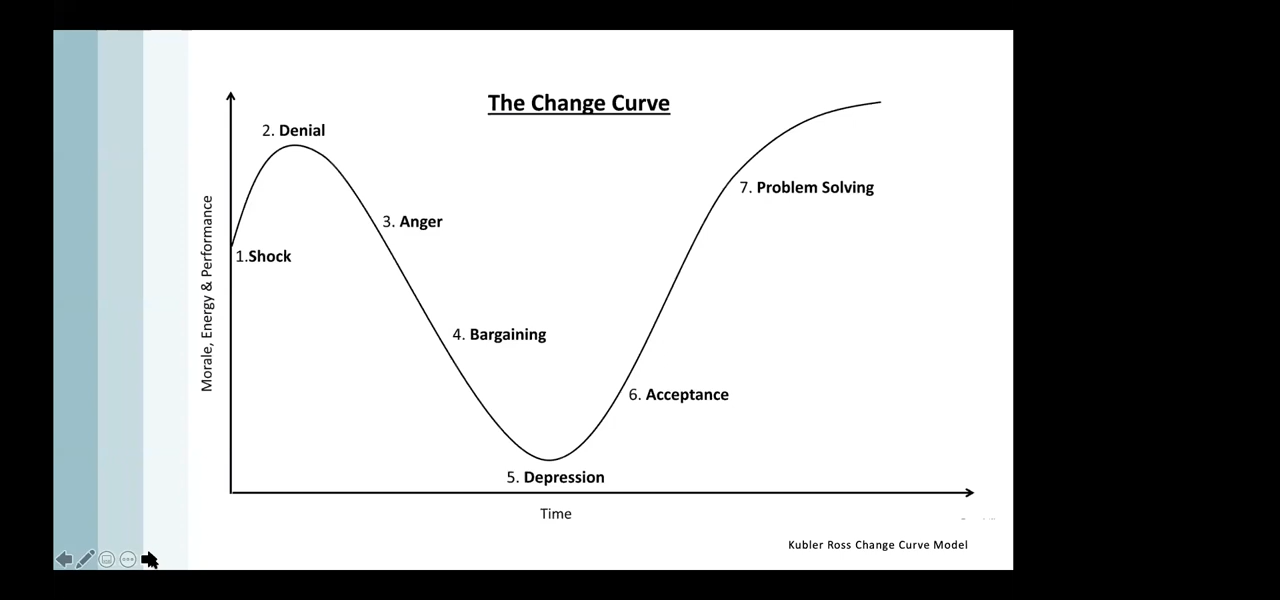 The Change Curve
2. Denial
3. Anger
7. Problem Solving
1.Shock
Morale, Energy & Performance
4. Bargaining
6. Acceptance
5. Depression
Time
Kubler Ross Change Curve Model